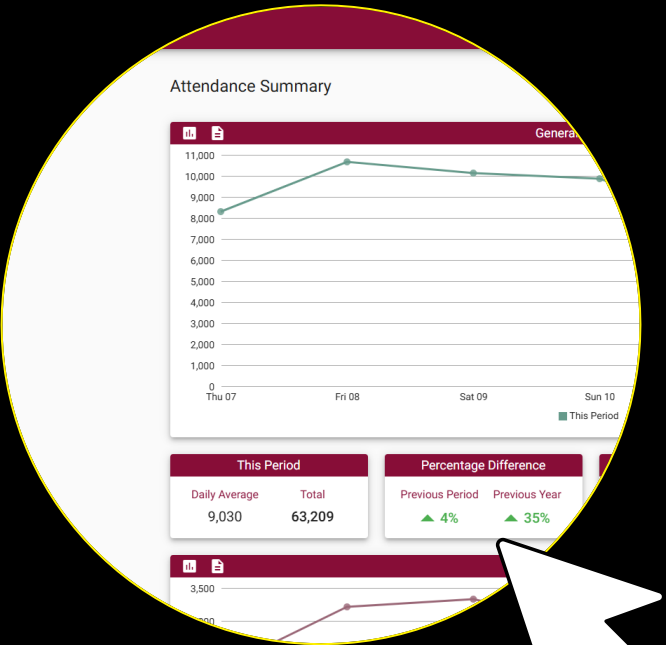 Attendance Summary
General
11,000
10,000
9,000
8,000
7,000
6,000
5,000
4,000
3,000
2,000
1,000
0
Thu 07 Fri 08 Sat 09 Sun 10
This Period
This Period
Daily Average Total
9,030 63,209
Percentage Difference
Previous Period Previous Year
4% 35%
3,500